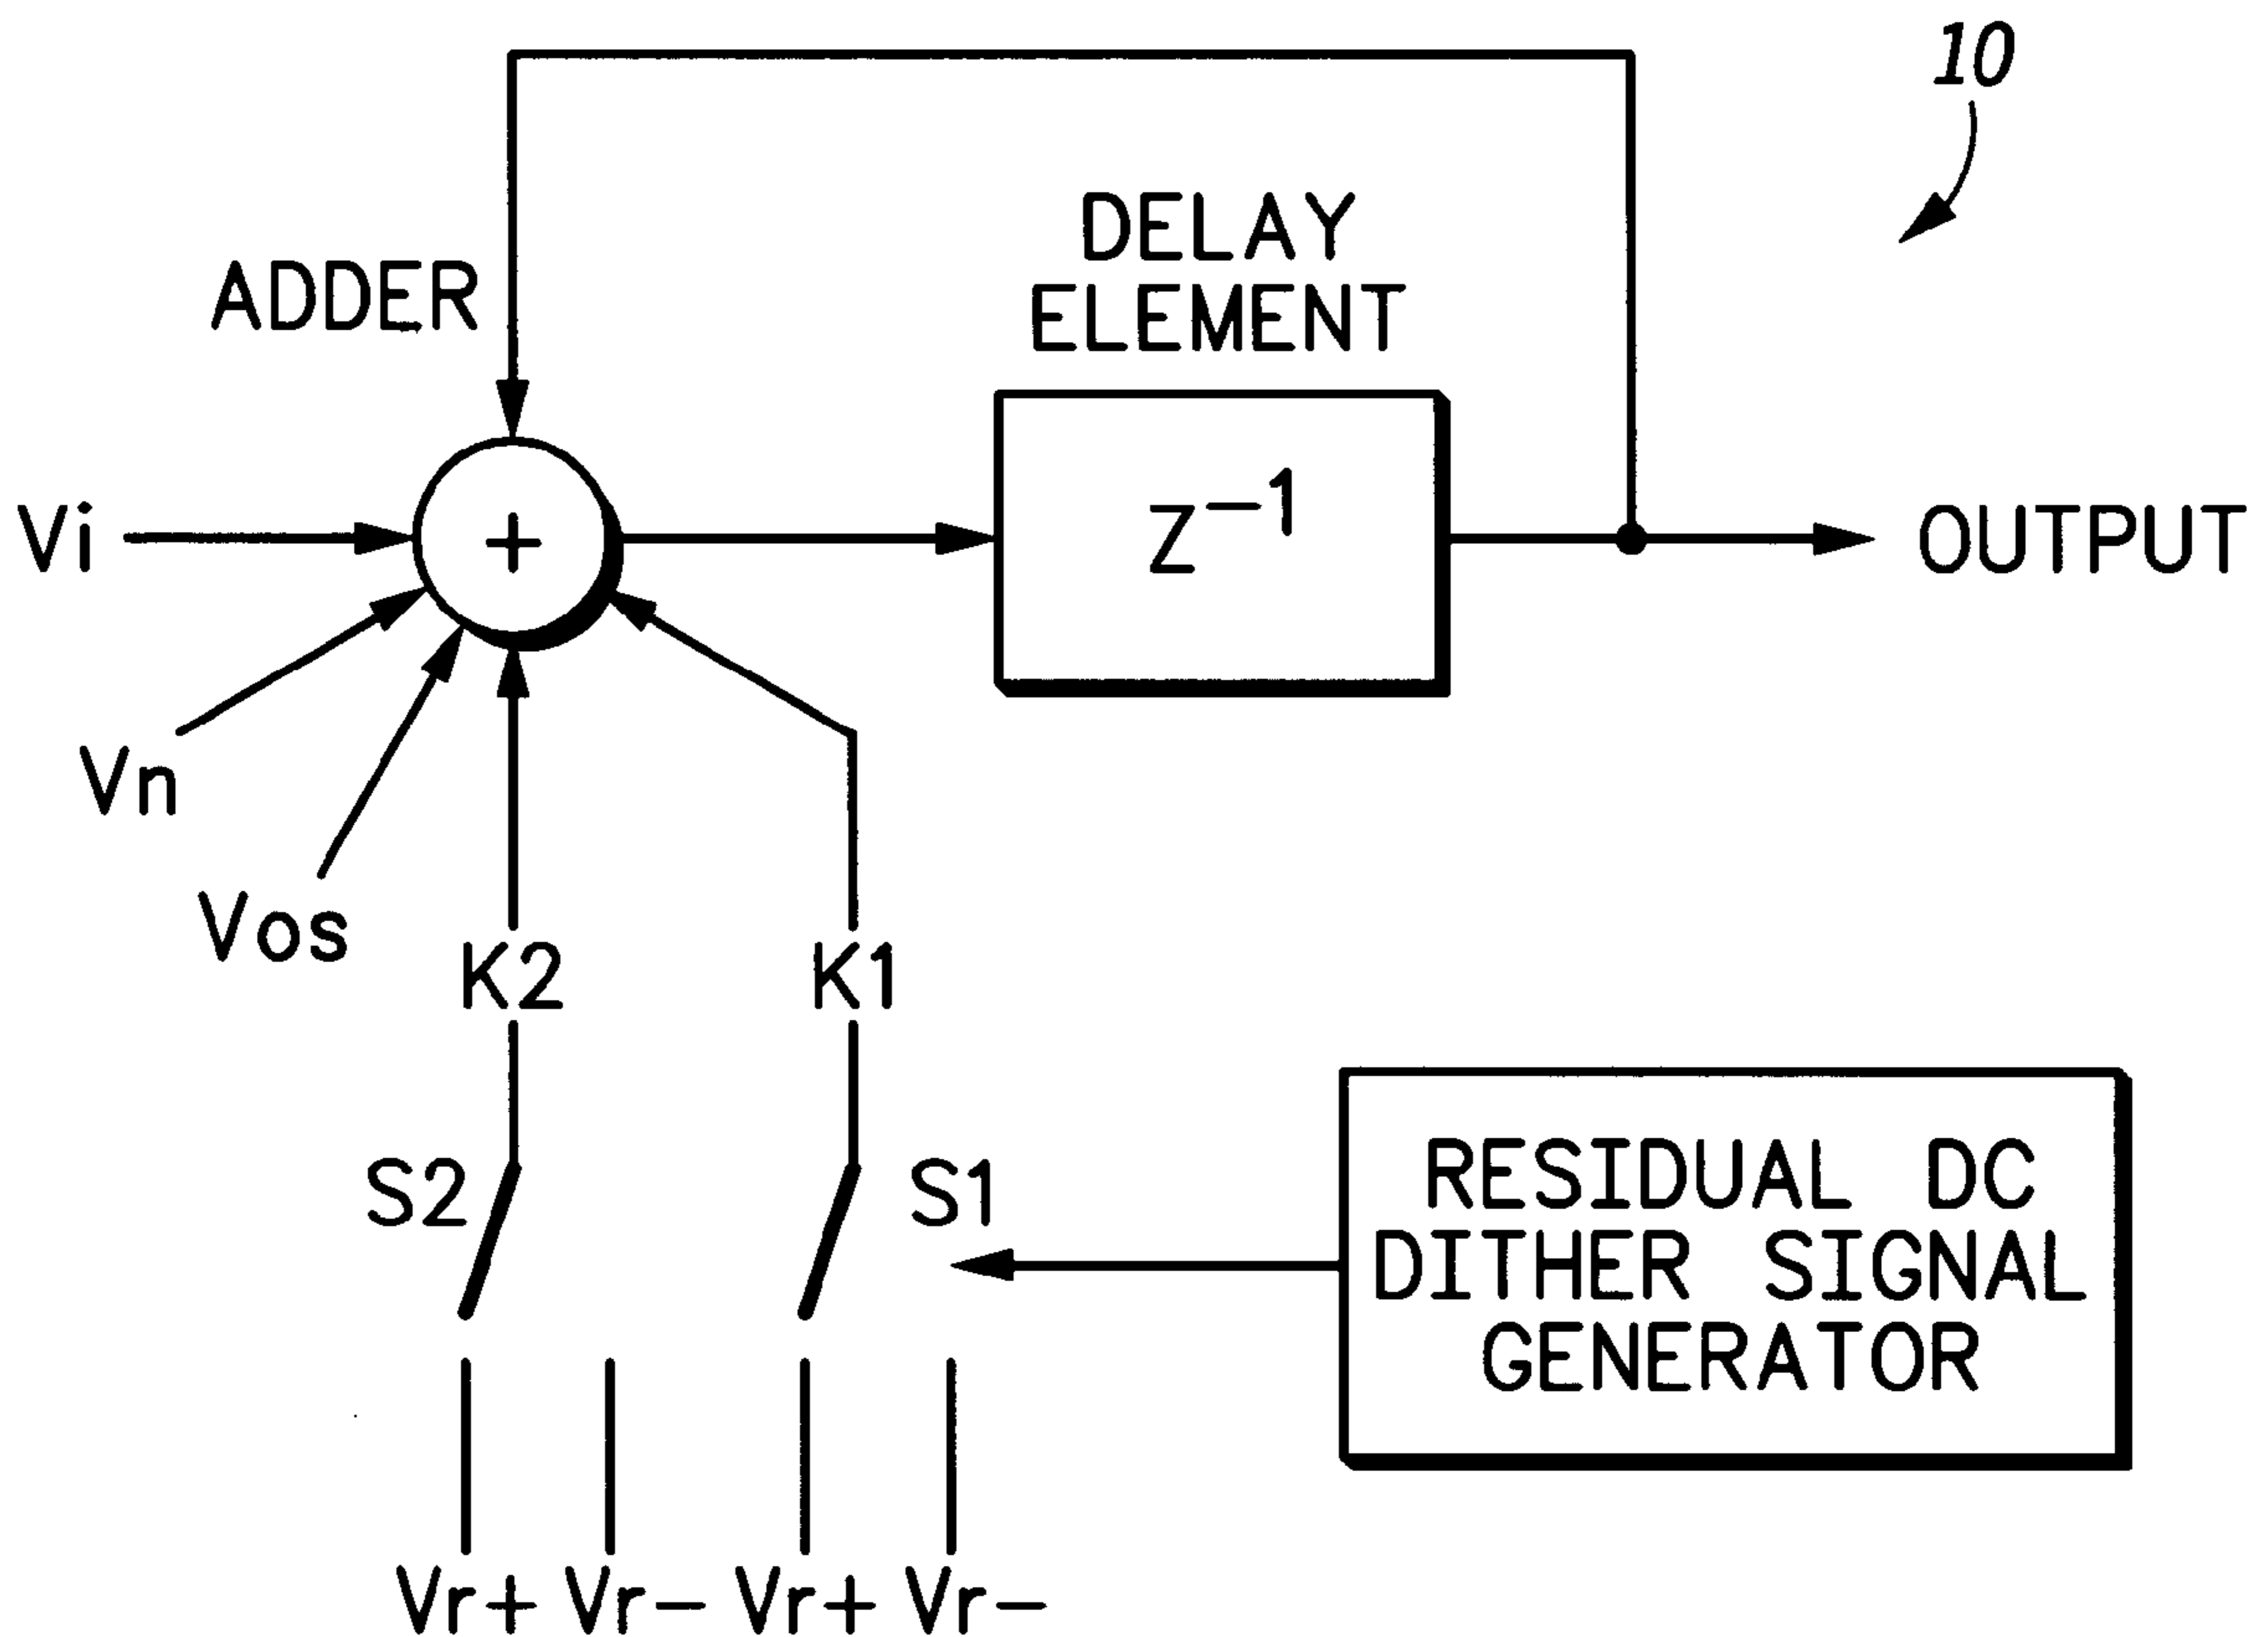 10
DELAY
ELEMENT
ADDER
Z⁻¹
Vi
+
OUTPUT
Vn
Vos
K2
K1
S2
S1
RESIDUAL DC
DITHER SIGNAL
GENERATOR
Vr+ Vr- Vr+ Vr-